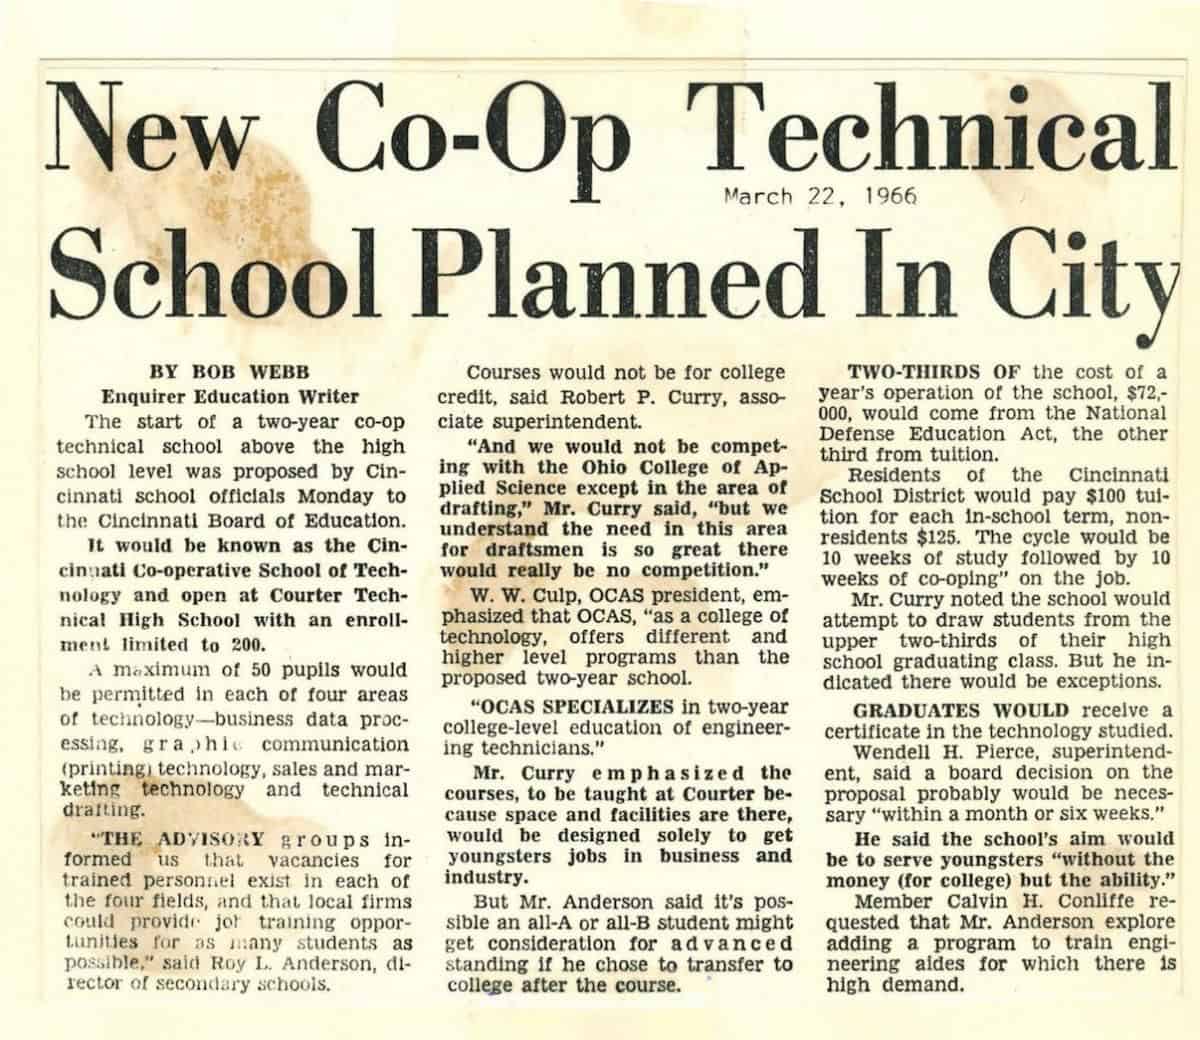 New Co-Op Technical
March 22, 1966
School Planned In City
BY BOB WEBB
Enquirer Education Writer
The start of a two-year co-op
technical school above the high
school level was proposed by Cin-
cinnati school officials Monday to
the Cincinnati Board of Education.
It would be known as the Cin-
cinnati Co-operative School of Tech-
nology and open at Courter Tech-
nical High School with an enroll-
ment limited to 200.
A maximum of 50 pupils would
be permitted in each of four areas
of technology—business data proc-
essing, graphic communication
(printing) technology, sales and mar-
keting technology and technical
drafting.
"THE ADVISORY groups in-
formed us that vacancies for
trained personnel exist in each of
the four fields, and that local firms
could provide job training oppor-
tunities for as many students as
possible," said Roy L. Anderson, di-
rector of secondary schools.
Courses would not be for college
credit, said Robert P. Curry, asso-
ciate superintendent.
"And we would not be compet-
ing with the Ohio College of Ap-
plied Science except in the area of
drafting," Mr. Curry said, "but we
understand the need in this area
for draftsmen is so great there
would really be no competition."
W. W. Culp, OCAS president, em-
phasized that OCAS, "as a college of
technology, offers different and
higher level programs than the
proposed two-year school.
"OCAS SPECIALIZES in two-year
college-level education of engineer-
ing technicians."
Mr. Curry emphasized the
courses, to be taught at Courter be-
cause space and facilities are there,
would be designed solely to get
youngsters jobs in business and
industry.
But Mr. Anderson said it's pos-
sible an all-A or all-B student might
get consideration for advanced
standing if he chose to transfer to
college after the course.
TWO-THIRDS OF the cost of a
year's operation of the school, $72,-
000, would come from the National
Defense Education Act, the other
third from tuition.
Residents of the Cincinnati
School District would pay $100 tui-
tion for each in-school term, non-
residents $125. The cycle would be
10 weeks of study followed by 10
weeks of co-oping" on the job.
Mr. Curry noted the school would
attempt to draw students from the
upper two-thirds of their high
school graduating class. But he in-
dicated there would be exceptions.
GRADUATES WOULD receive a
certificate in the technology studied.
Wendell H. Pierce, superintend-
ent, said a board decision on the
proposal probably would be neces-
sary "within a month or six weeks."
He said the school's aim would
be to serve youngsters "without the
money (for college) but the ability."
Member Calvin H. Conliffe re-
quested that Mr. Anderson explore
adding a program to train engi-
neering aides for which there is
high demand.